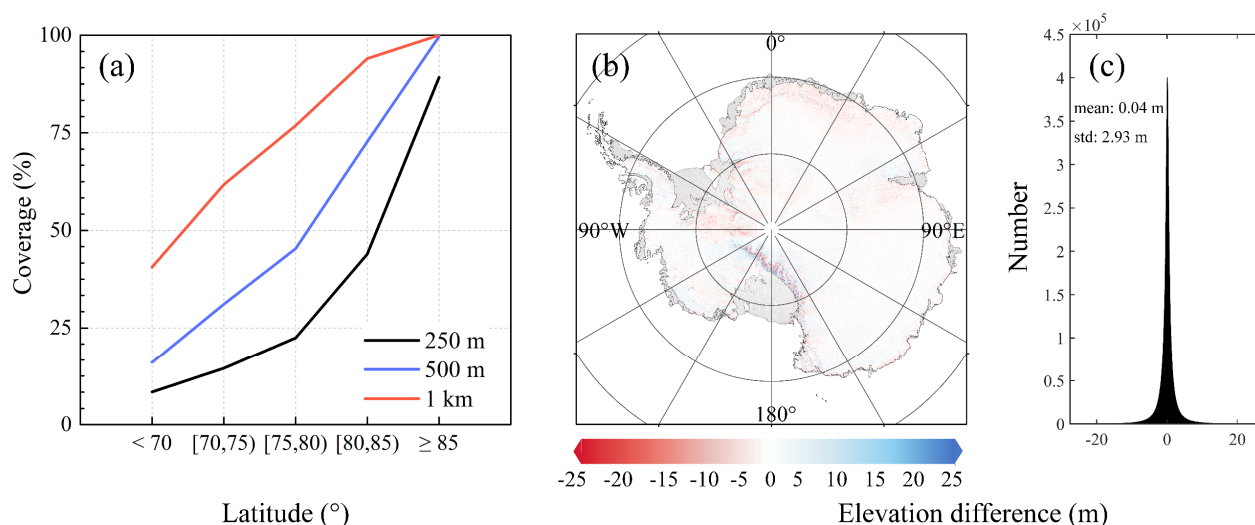 (a)
Coverage (%)
100
75
50
25
0
250 m
500 m
1 km
< 70 [70,75) [75,80) [80,85) ≥ 85
Latitude (°)
(b)
0°
90°W
90°E
180°
-25 -20 -15 -10 -5 0 5 10 15 20 25
Elevation difference (m)
(c)
×10⁵
mean: 0.04 m
std: 2.93 m
Number
4.5
4
3.5
3
2.5
2
1.5
1
0.5
0
-20 0 20